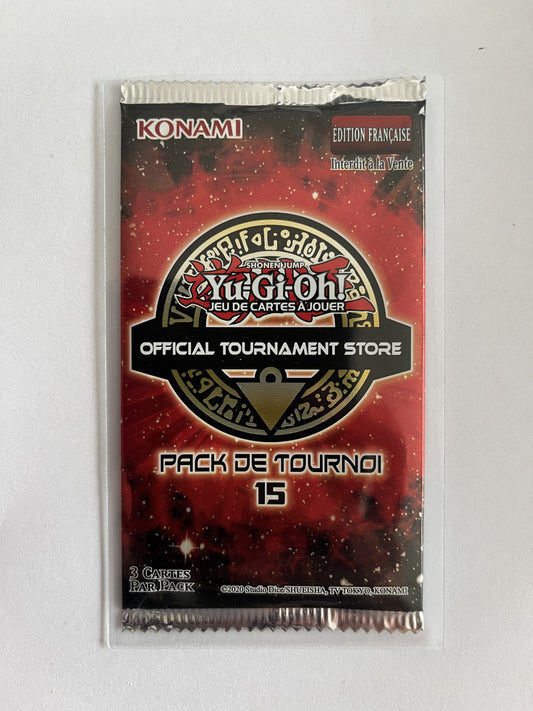 KONAMI
ÉDITION FRANÇAISE
Interdit à la Vente
SHONEN JUMP
Yu-Gi-Oh!
JEU DE CARTES À JOUER
OFFICIAL TOURNAMENT STORE
PACK DE TOURNOI
15
3 CARTES
PAR PACK
©2020 Studio Dice/SHUEISHA, TV TOKYO, KONAMI